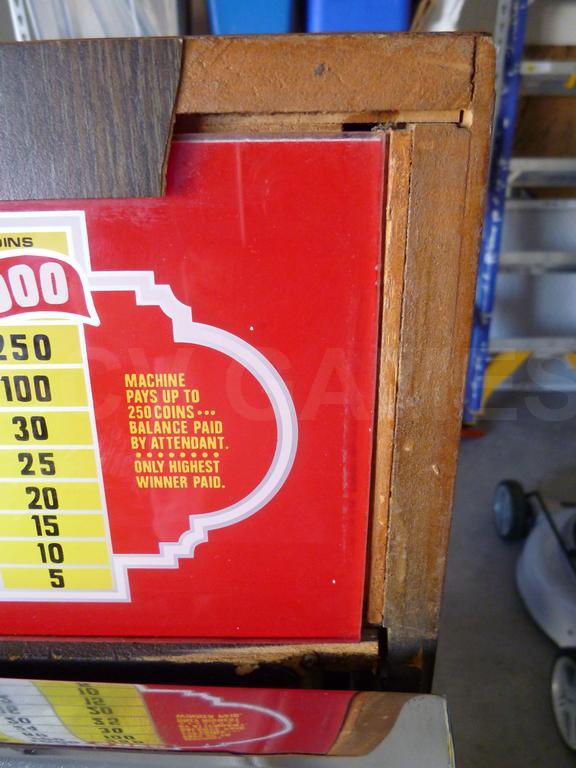 OINS
000
250
100
30
25
20
15
10
5
MACHINE
PAYS UP TO
250 COINS...
BALANCE PAID
BY ATTENDANT.
ONLY HIGHEST
WINNER PAID.
GAMES